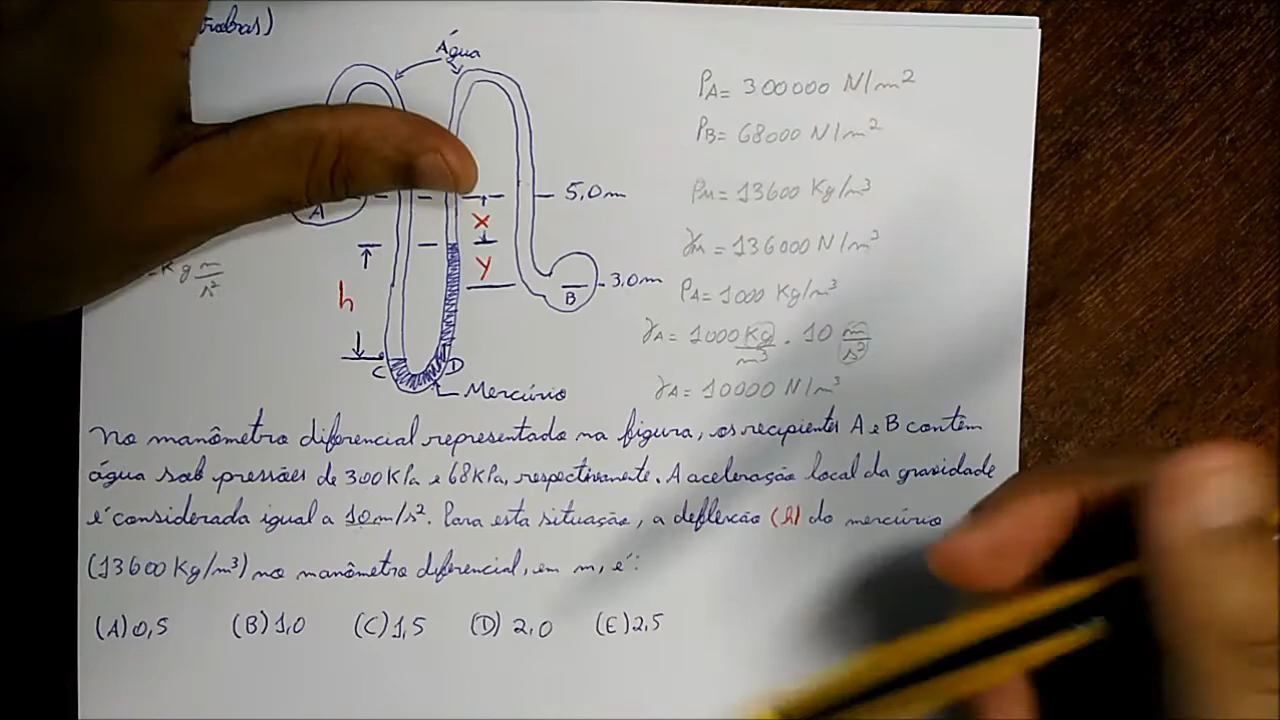 Água
A
5,0m
X
Y
h
B
3,0m
C
D
Mercúrio
PA = 300000 N/m²
PB = 68000 N/m²
ρM = 13600 Kg/m³
γM = 136000 N/m³
ρA = 1000 Kg/m³
γA = 1000 Kg/m³ . 10 m/s²
γA = 10000 N/m³
Kg m/s²
No manômetro diferencial representado na figura, os recipientes A e B contêm
água sob pressões de 300KPa e 68KPa, respectivamente. A aceleração local da gravidade
é considerada igual a 10m/s². Para esta situação, a deflexão (h) do mercúrio
(13600 Kg/m³) no manômetro diferencial, em m, é:
(A) 0,5 (B) 1,0 (C) 1,5 (D) 2,0 (E) 2,5